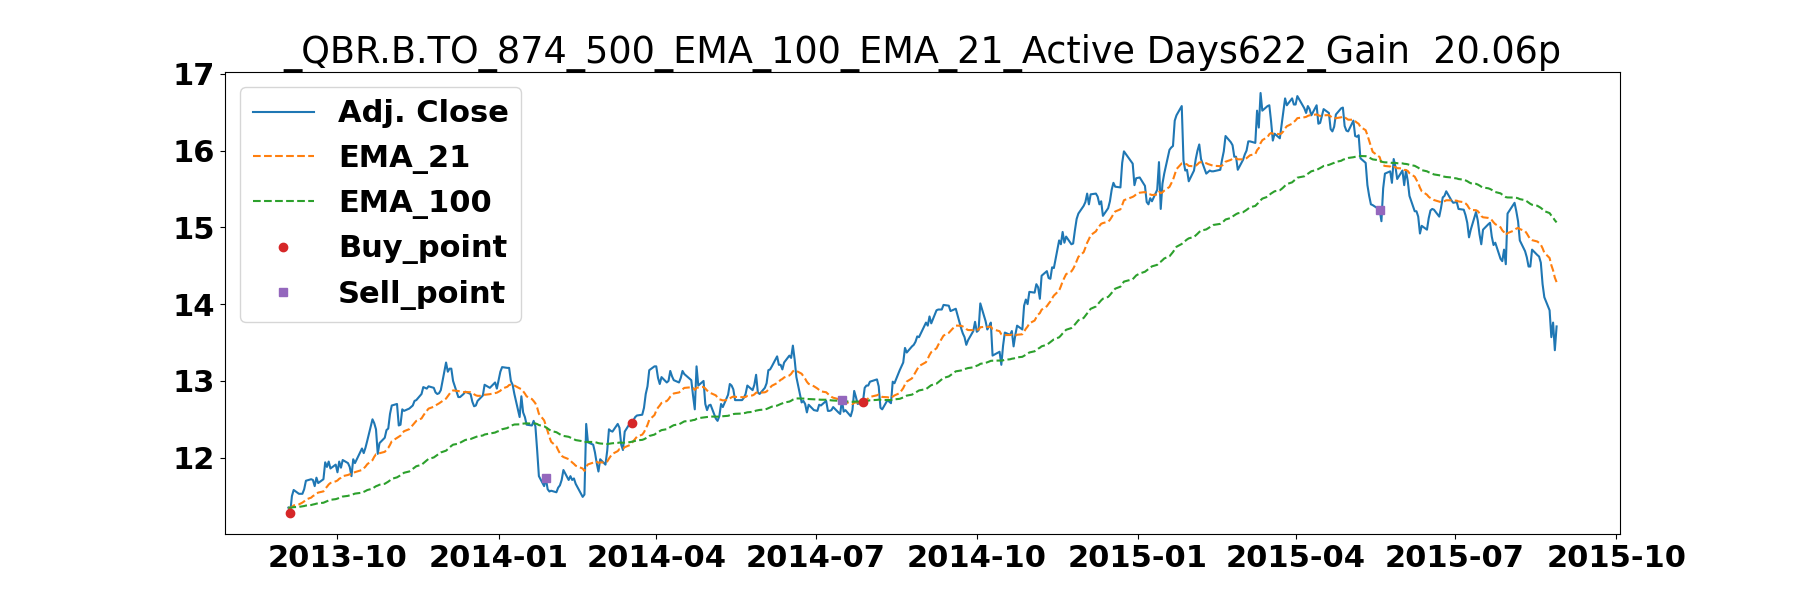 _QBR.B.TO_874_500_EMA_100_EMA_21_Active Days622_Gain  20.06p
17
16
15
14
13
12
Adj. Close
EMA_21
EMA_100
Buy_point
Sell_point
2013-10 2014-01 2014-04 2014-07 2014-10 2015-01 2015-04 2015-07 2015-10